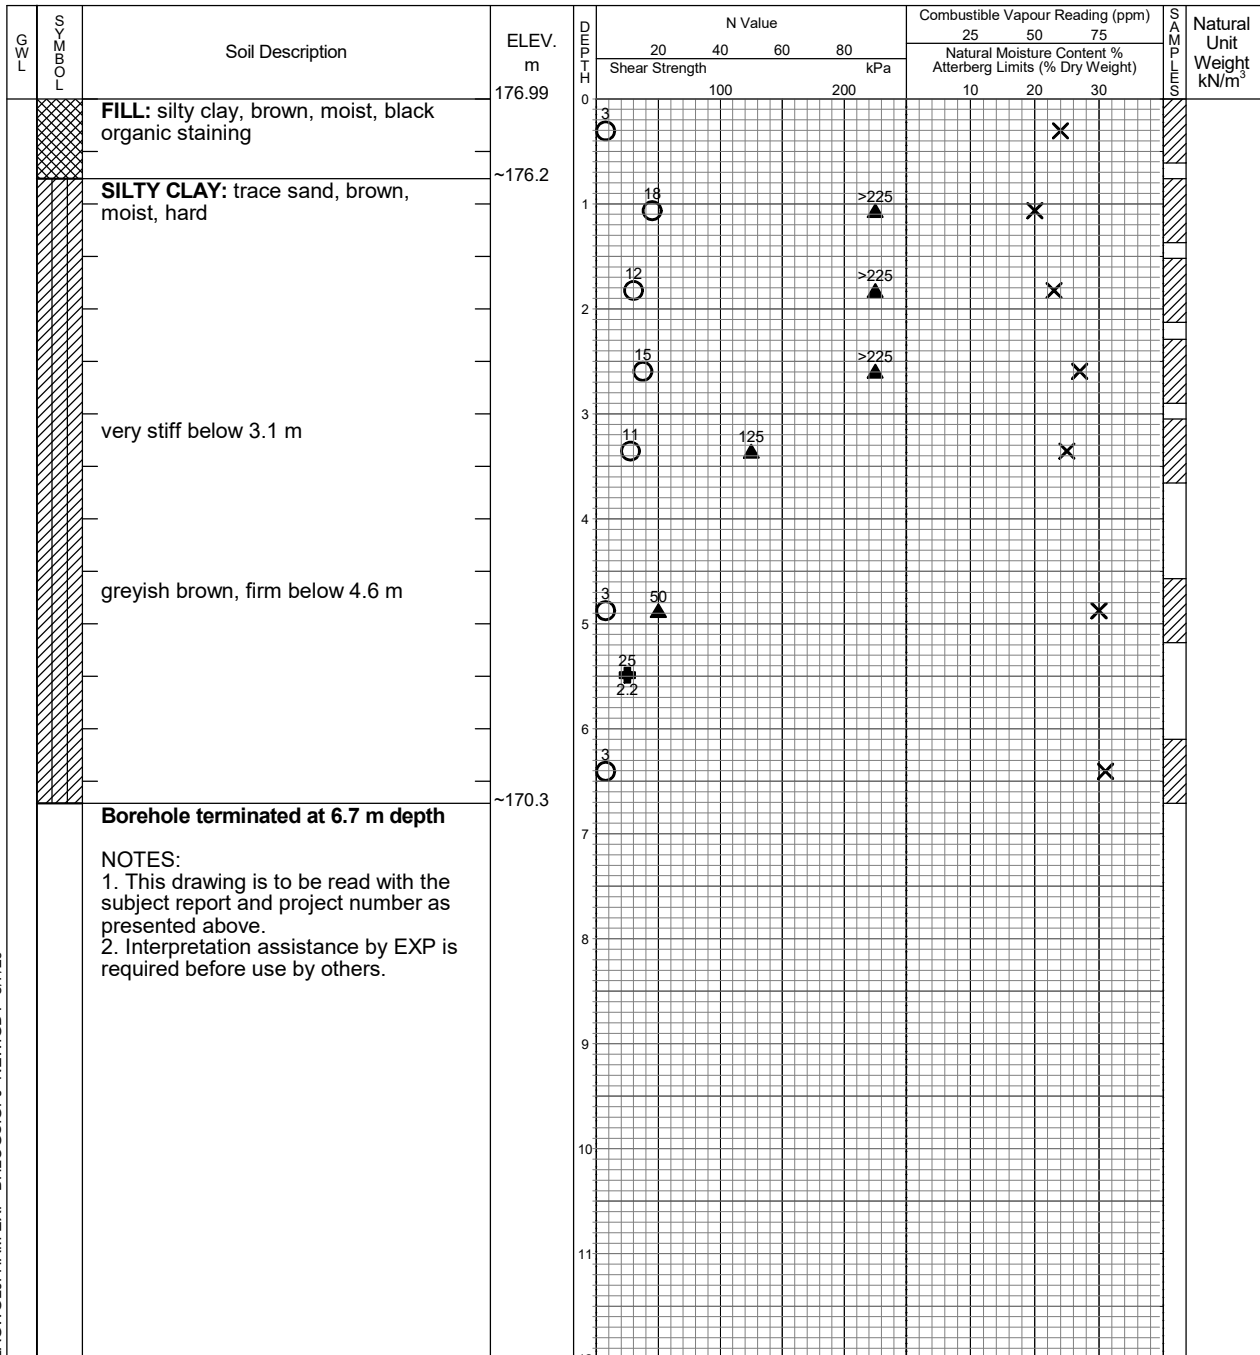 GWL
SYMBOL
Soil Description
ELEV.
m
DEPTH
N Value
20 40 60 80
Shear Strength kPa
100 200
Combustible Vapour Reading (ppm)
25 50 75
Natural Moisture Content %
Atterberg Limits (% Dry Weight)
10 20 30
SAMPLES
Natural
Unit
Weight
kN/m³
176.99
0
FILL: silty clay, brown, moist, black
organic staining
3
~176.2
SILTY CLAY: trace sand, brown,
moist, hard
18 >225
1
12 >225
2
15 >225
3
very stiff below 3.1 m
11 125
4
greyish brown, firm below 4.6 m
3 50
5
25
2.2
6
3
~170.3
Borehole terminated at 6.7 m depth
7
NOTES:
1. This drawing is to be read with the
subject report and project number as
presented above.
2. Interpretation assistance by EXP is
required before use by others.
8
9
10
11